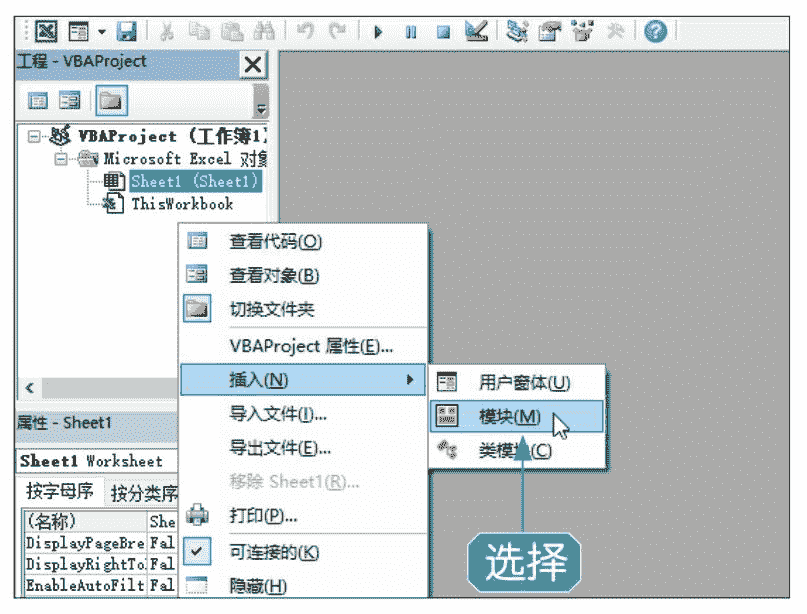 工程 - VBAProject
VBAProject (工作簿1)
Microsoft Excel 对象
Sheet1 (Sheet1)
ThisWorkbook
查看代码(O)
查看对象(B)
切换文件夹
VBAProject 属性(E)...
插入(N)
用户窗体(U)
模块(M)
类模块(C)
导入文件(I)...
导出文件(E)...
移除 Sheet1(R)...
打印(P)...
可连接的(K)
隐藏(H)
属性 - Sheet1
Sheet1 Worksheet
按字母序 按分类序
(名称) She
DisplayPageBre Fal
DisplayRightTo Fal
EnableAutoFilt Fal
选择